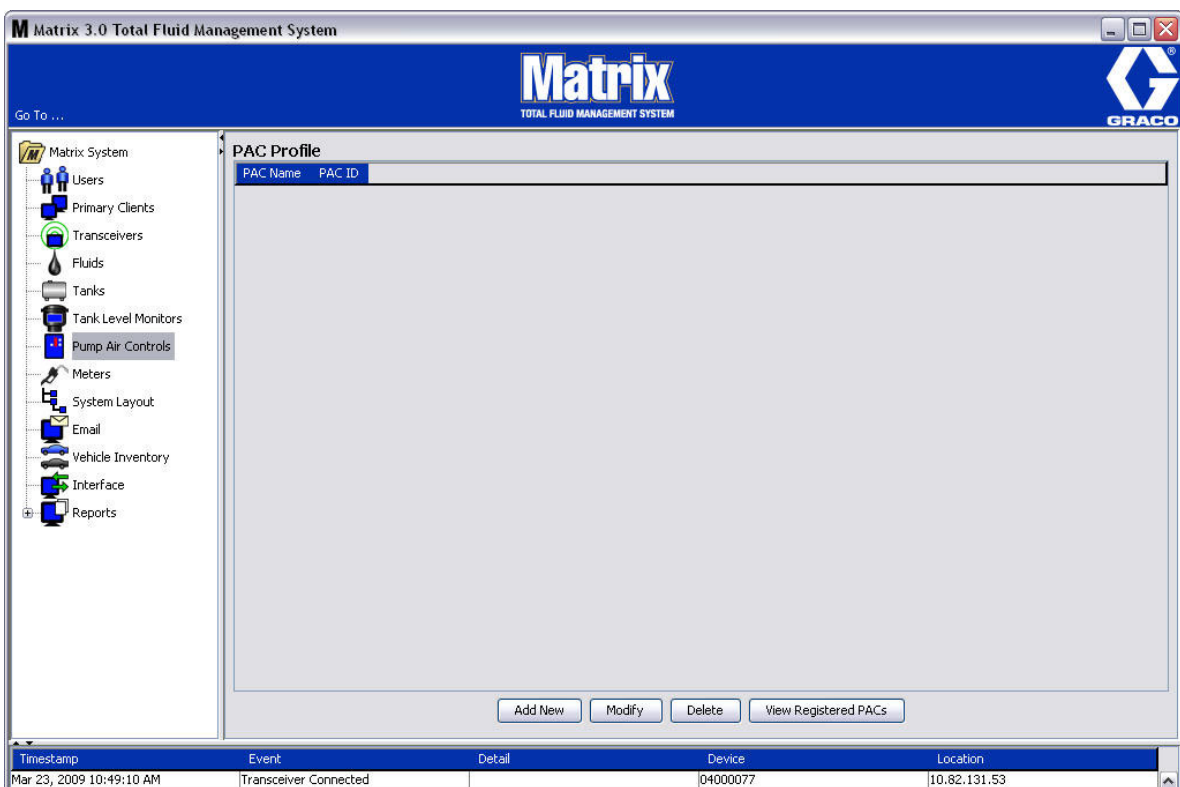 M Matrix 3.0 Total Fluid Management System
Matrix
TOTAL FLUID MANAGEMENT SYSTEM
Go To ...
GRACO
®
Matrix System
Users
Primary Clients
Transceivers
Fluids
Tanks
Tank Level Monitors
Pump Air Controls
Meters
System Layout
Email
Vehicle Inventory
Interface
Reports
PAC Profile
PAC Name PAC ID
Add New Modify Delete View Registered PACs
Timestamp Event Detail Device Location
Mar 23, 2009 10:49:10 AM Transceiver Connected 04000077 10.82.131.53